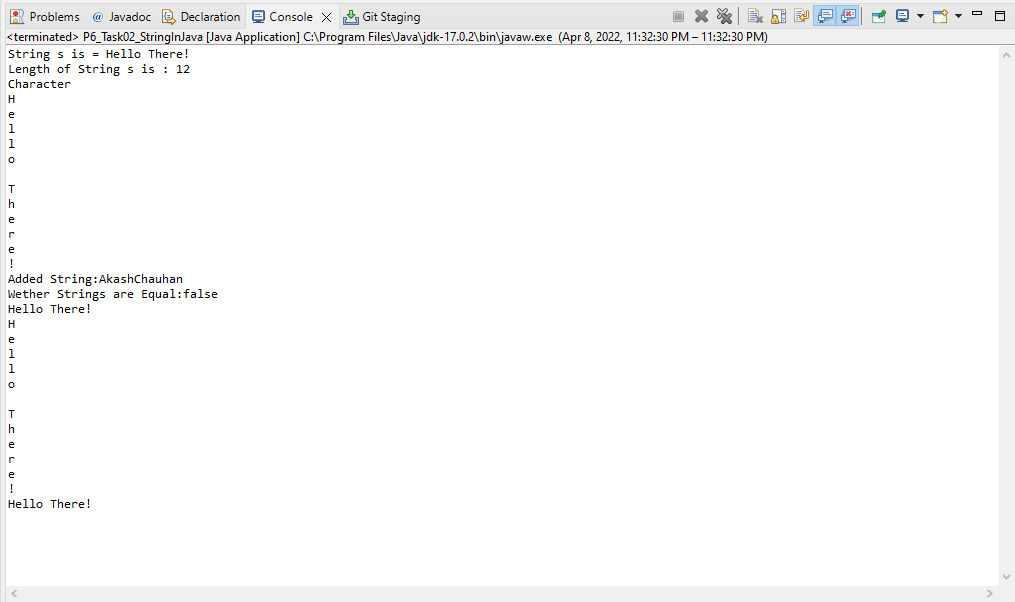 Problems @ Javadoc Declaration Console Git Staging
<terminated> P6_Task02_StringInJava [Java Application] C:\Program Files\Java\jdk-17.0.2\bin\javaw.exe (Apr 8, 2022, 11:32:30 PM – 11:32:30 PM)
String s is = Hello There!
Length of String s is : 12
Character
H
e
l
l
o

T
h
e
r
e
!
Added String:AkashChauhan
Wether Strings are Equal:false
Hello There!
H
e
l
l
o

T
h
e
r
e
!
Hello There!